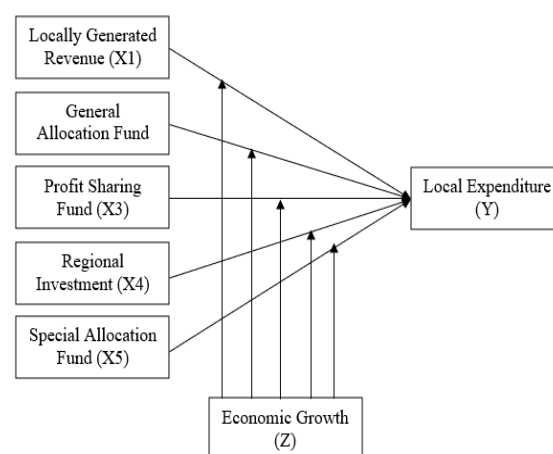 Locally Generated
Revenue (X1)
General
Allocation Fund
Profit Sharing
Fund (X3)
Local Expenditure
(Y)
Regional
Investment (X4)
Special Allocation
Fund (X5)
Economic Growth
(Z)